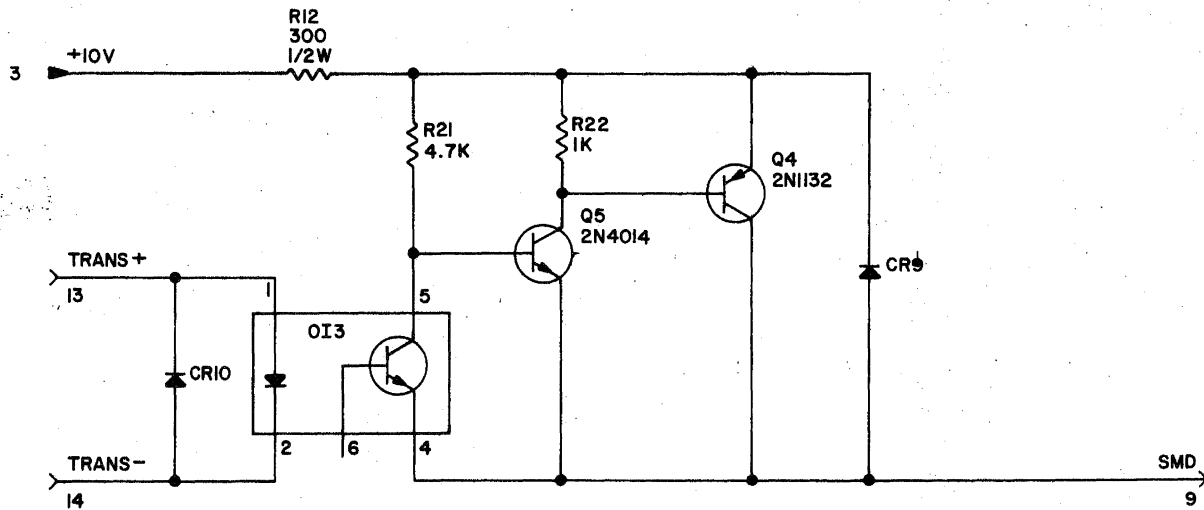 R12
300
1/2W
3
+10V
R21
4.7K
R22
1K
Q4
2N1132
Q5
2N4014
TRANS+
13
1
5
CR9
OI3
CR10
2
6
4
TRANS-
14
SMD
9